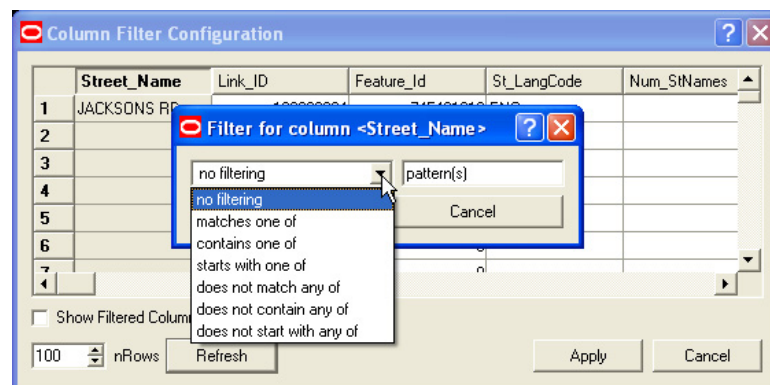 Column Filter Configuration
Street_Name Link_ID Feature_Id St_LangCode Num_StNames
1 JACKSONS RD
2
3
4
5
6
7
Filter for column <Street_Name>
no filtering pattern(s)
no filtering
matches one of
contains one of
starts with one of
does not match any of
does not contain any of
does not start with any of
Cancel
Show Filtered
100 nRows Refresh Apply Cancel